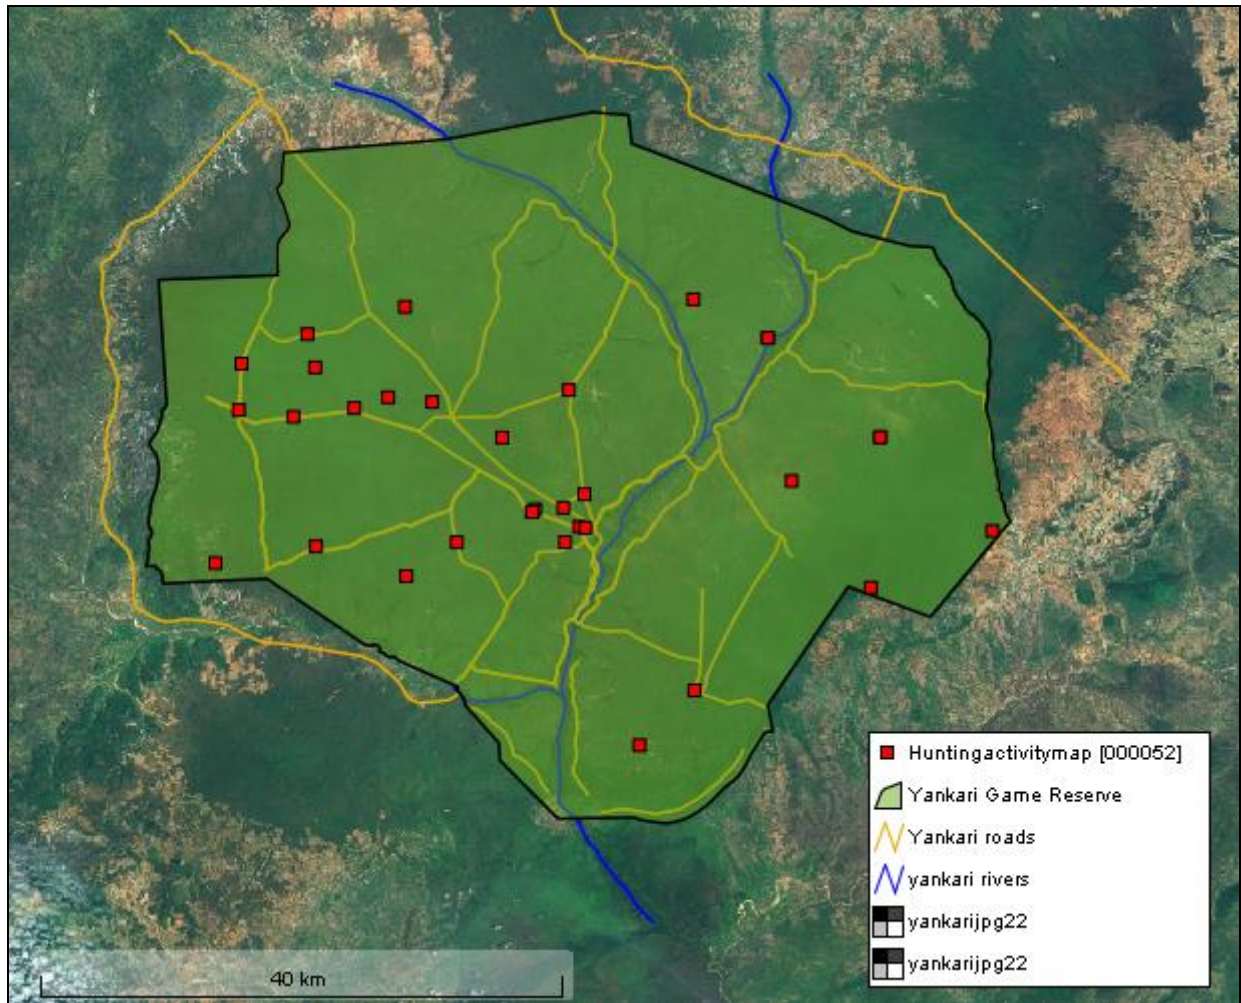 Huntingactivitymap [000052]
Yankari Game Reserve
Yankari roads
yankari rivers
yankarijpg22
yankarijpg22
40 km